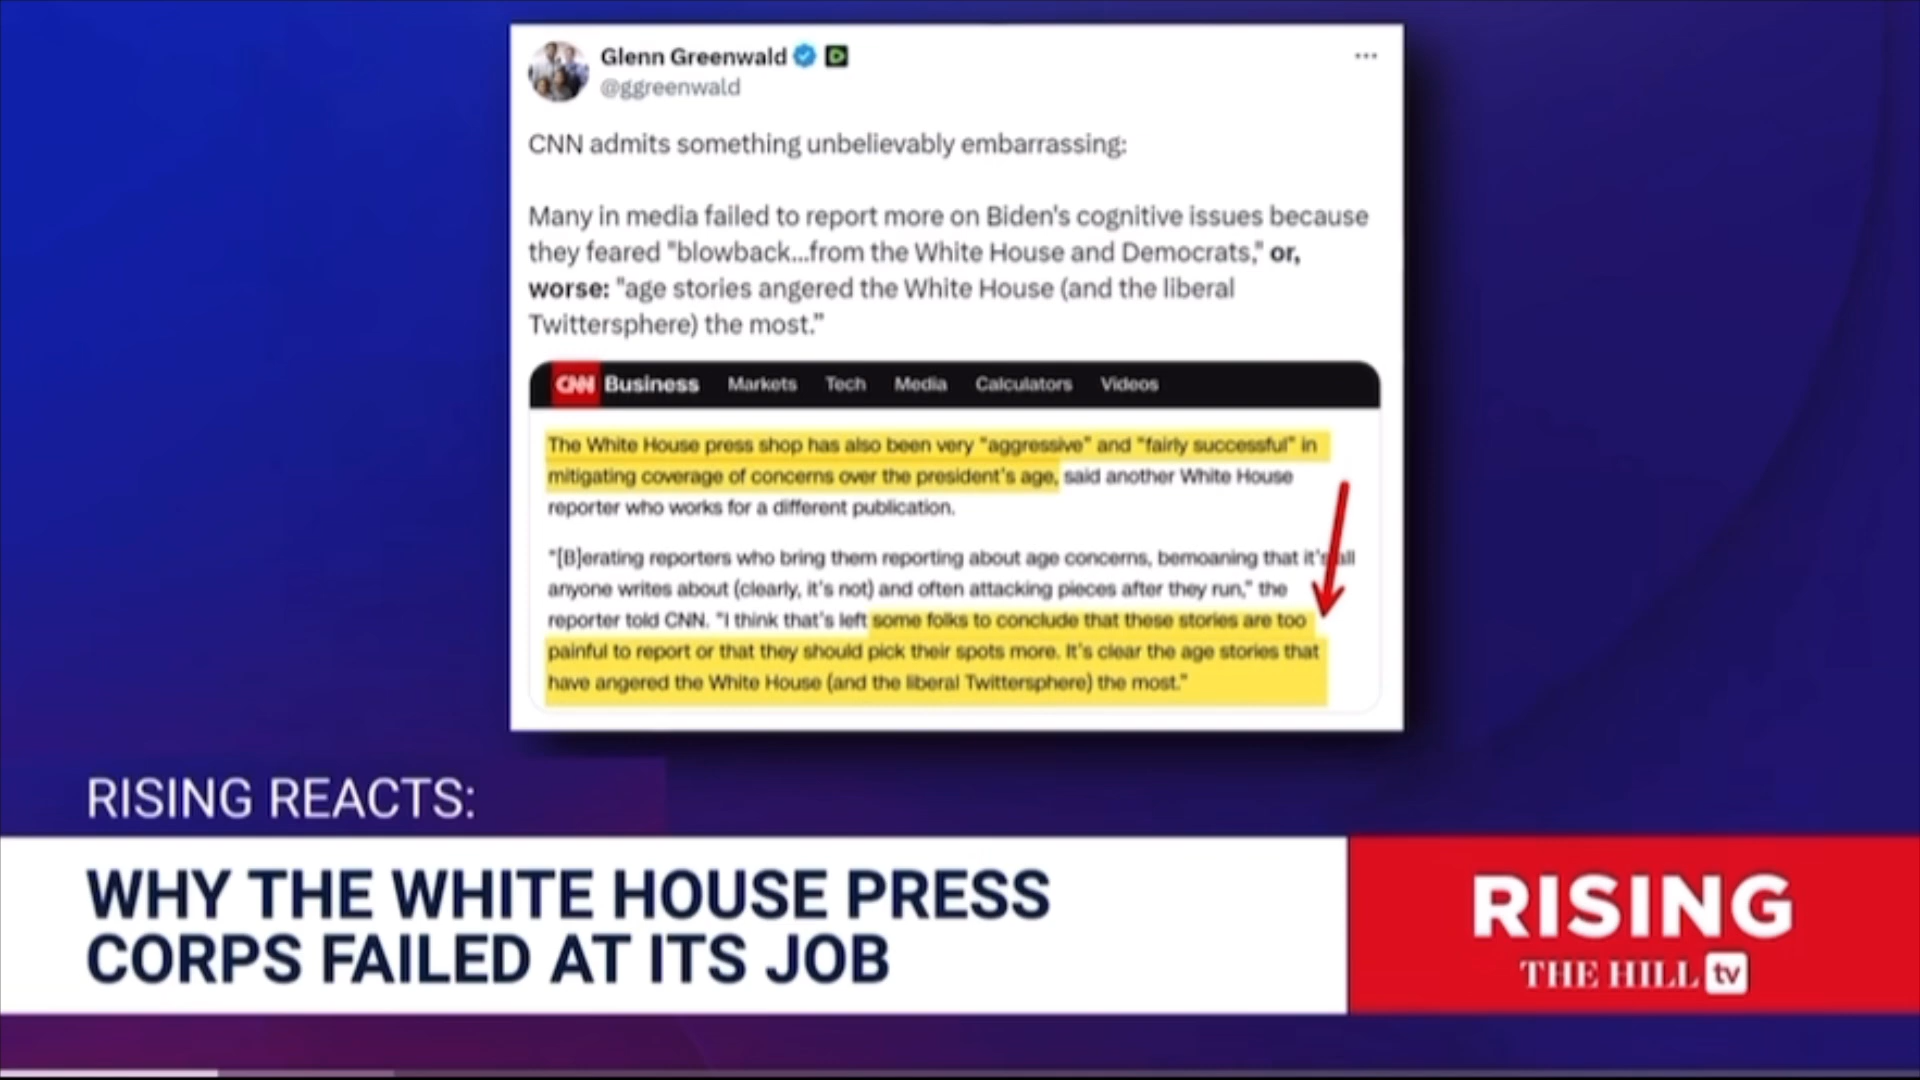 Glenn Greenwald
@ggreenwald
CNN admits something unbelievably embarrassing:
Many in media failed to report more on Biden's cognitive issues because
they feared "blowback...from the White House and Democrats," or,
worse: "age stories angered the White House (and the liberal
Twittersphere) the most.”
CNN Business Markets Tech Media Calculators Videos
The White House press shop has also been very “aggressive” and “fairly successful” in
mitigating coverage of concerns over the president’s age, said another White House
reporter who works for a different publication.
“[B]erating reporters who bring them reporting about age concerns, bemoaning that it’s all
anyone writes about (clearly, it’s not) and often attacking pieces after they run,” the
reporter told CNN. “I think that’s left some folks to conclude that these stories are too
painful to report or that they should pick their spots more. It’s clear the age stories that
have angered the White House (and the liberal Twittersphere) the most.”
RISING REACTS:
WHY THE WHITE HOUSE PRESS
CORPS FAILED AT ITS JOB
RISING
THE HILL tv